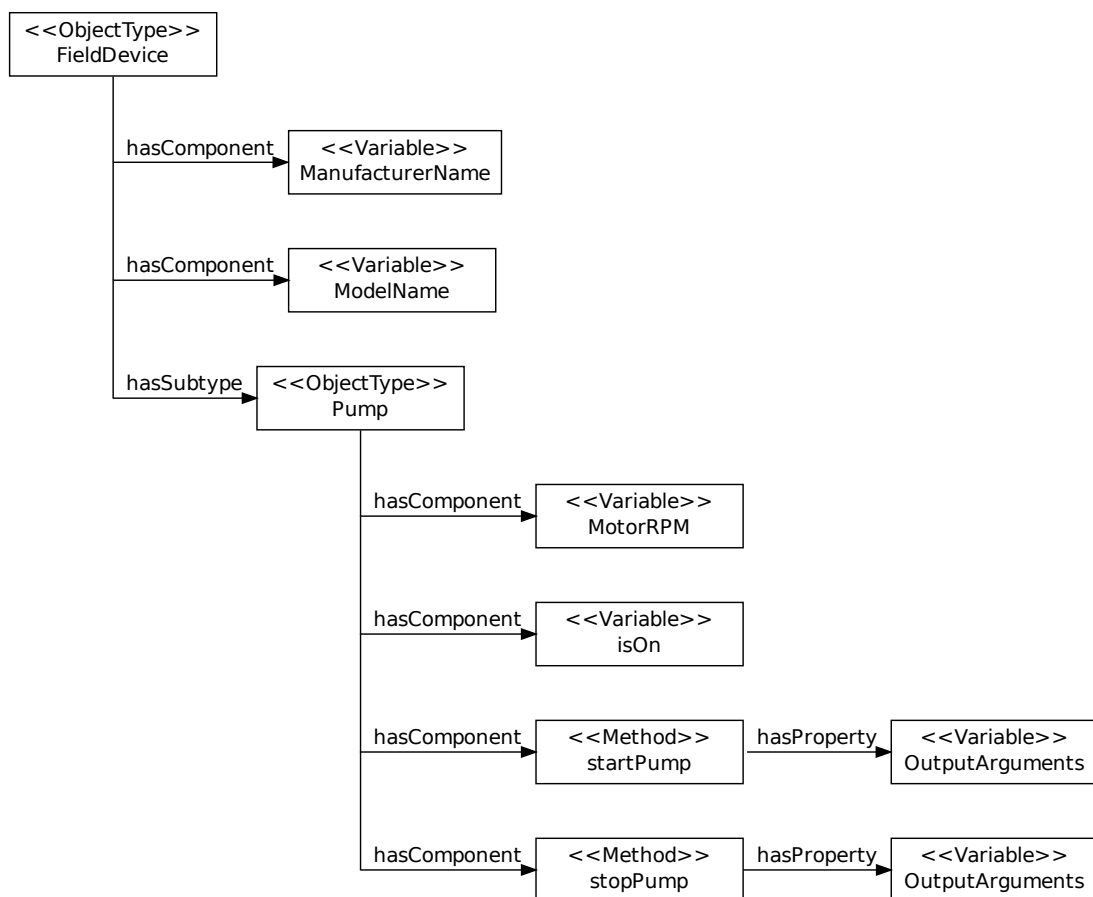 <<ObjectType>>
FieldDevice
hasComponent
<<Variable>>
ManufacturerName
hasComponent
<<Variable>>
ModelName
hasSubtype
<<ObjectType>>
Pump
hasComponent
<<Variable>>
MotorRPM
hasComponent
<<Variable>>
isOn
hasComponent
<<Method>>
startPump
hasProperty
<<Variable>>
OutputArguments
hasComponent
<<Method>>
stopPump
hasProperty
<<Variable>>
OutputArguments